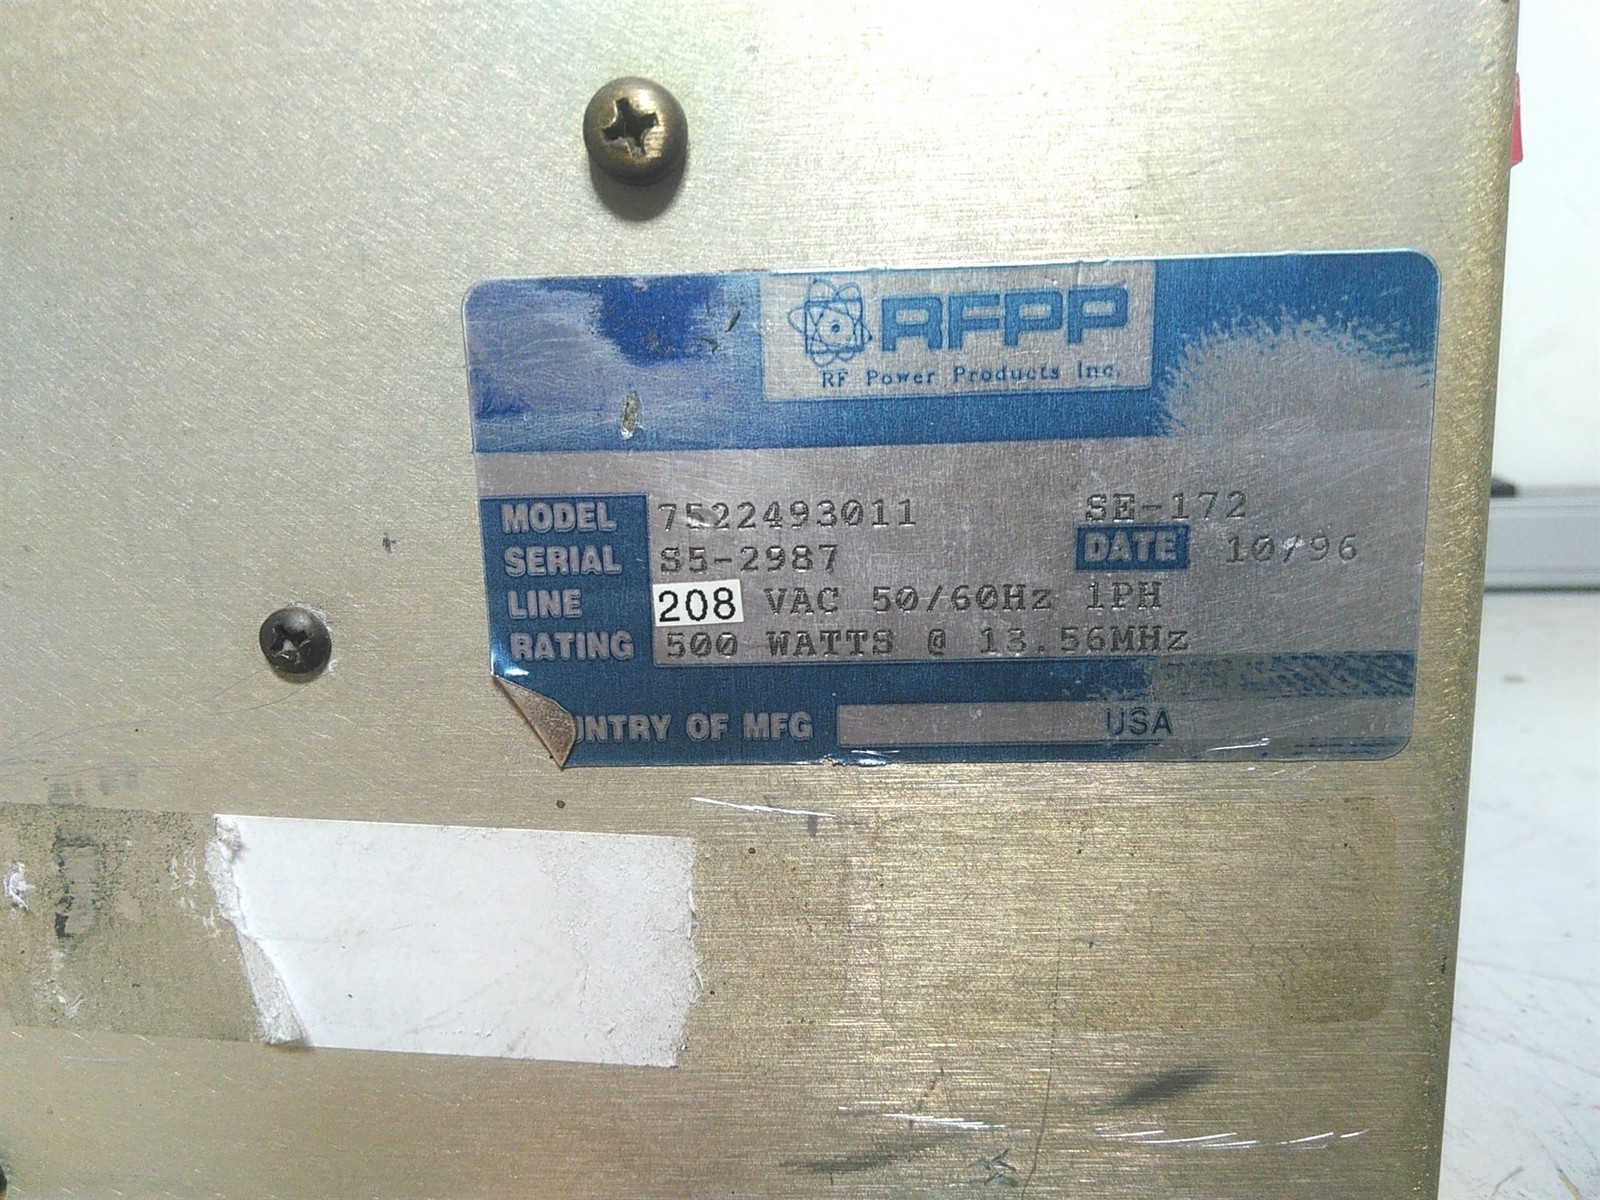 RFPP
RF Power Products Inc.
MODEL 7522493011 SE-172
SERIAL S5-2987 DATE 10/96
LINE 208 VAC 50/60Hz 1PH
RATING 500 WATTS @ 13.56MHz
UNTRY OF MFG USA